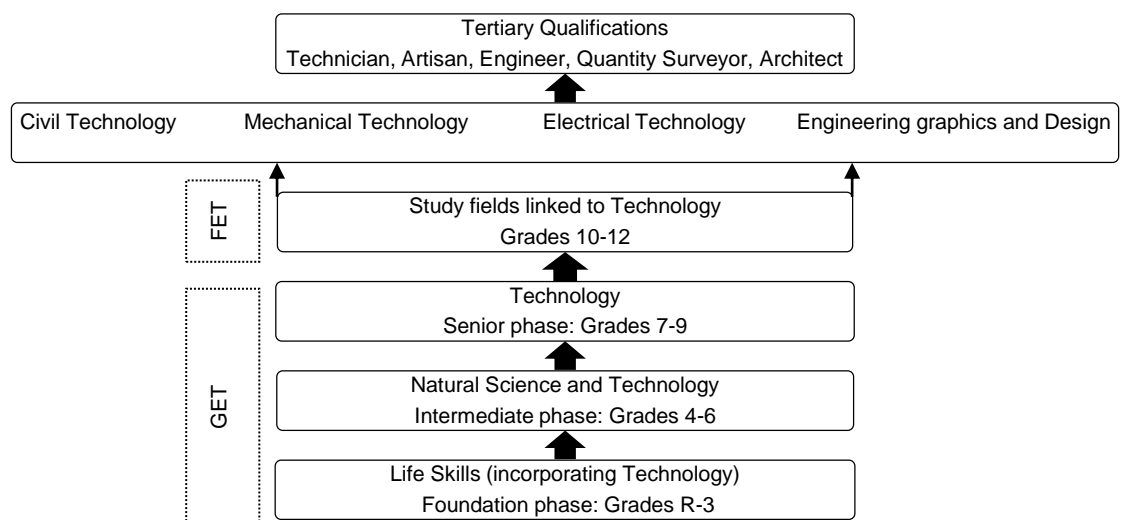 Tertiary Qualifications
Technician, Artisan, Engineer, Quantity Surveyor, Architect
Civil Technology Mechanical Technology Electrical Technology Engineering graphics and Design
FET
Study fields linked to Technology
Grades 10-12
Technology
Senior phase: Grades 7-9
GET
Natural Science and Technology
Intermediate phase: Grades 4-6
Life Skills (incorporating Technology)
Foundation phase: Grades R-3